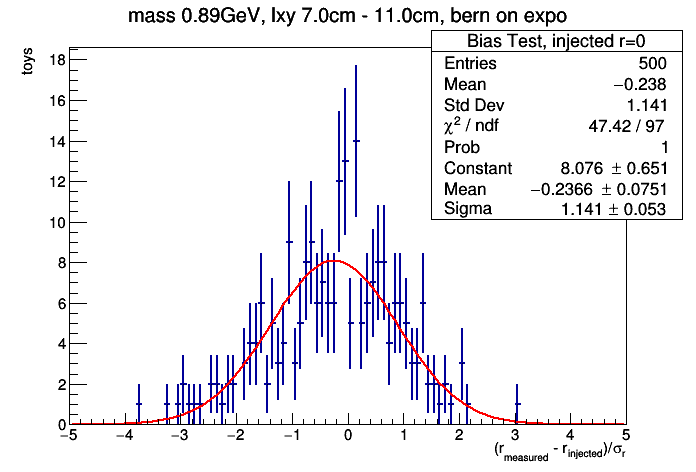 mass 0.89GeV, lxy 7.0cm - 11.0cm, bern on expo
toys
Bias Test, injected r=0
Entries 500
Mean −0.238
Std Dev 1.141
χ² / ndf 47.42 / 97
Prob 1
Constant 8.076 ± 0.651
Mean −0.2366 ± 0.0751
Sigma 1.141 ± 0.053
18
16
14
12
10
8
6
4
2
0
−5 −4 −3 −2 −1 0 1 2 3 4 5
(r_measured - r_injected)/σ_r